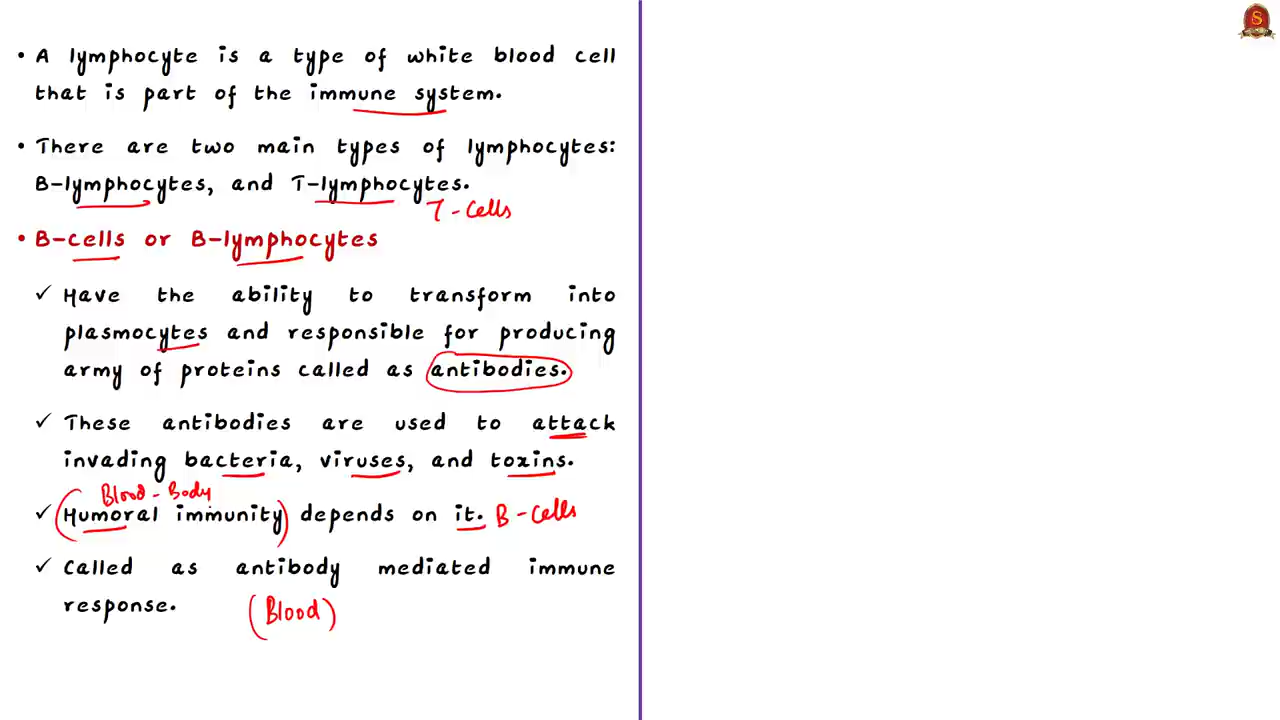 • A lymphocyte is a type of white blood cell
that is part of the immune system.
• There are two main types of lymphocytes:
B-lymphocytes, and T-lymphocytes.
T-Cells
• B-cells or B-lymphocytes
✓ Have the ability to transform into
plasmocytes and responsible for producing
army of proteins called as antibodies.
✓ These antibodies are used to attack
invading bacteria, viruses, and toxins.
Blood - Body
✓ (Humoral immunity) depends on it. B-Cells
✓ Called as antibody mediated immune
response. (Blood)
S